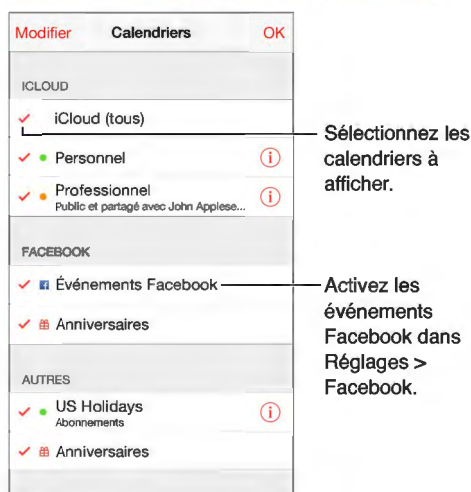 Modifier Calendriers OK
ICLOUD
iCloud (tous)
Personnel
Professionnel
Public et partagé avec John Applese...
FACEBOOK
Événements Facebook
Anniversaires
AUTRES
US Holidays
Abonnements
Anniversaires
Sélectionnez les
calendriers à
afficher.
Activez les
événements
Facebook dans
Réglages >
Facebook.